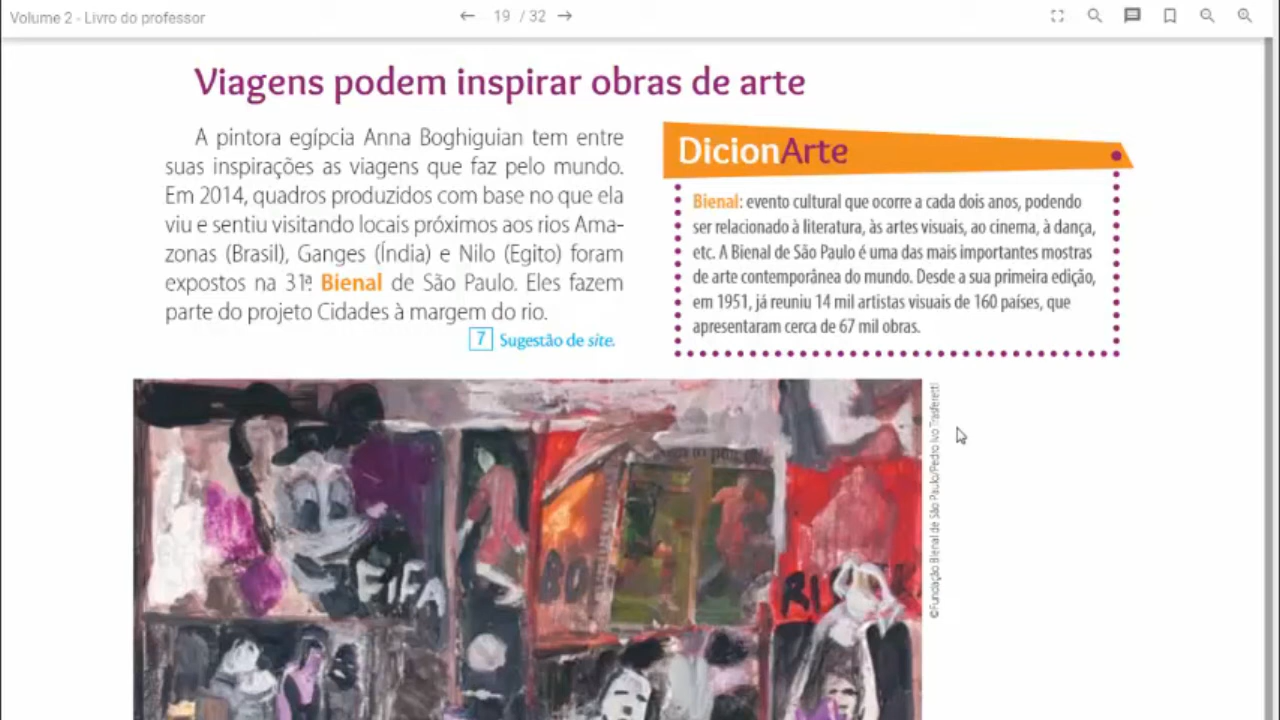 Volume 2 - Livro do professor
19 / 32
Viagens podem inspirar obras de arte
A pintora egípcia Anna Boghiguian tem entre
suas inspirações as viagens que faz pelo mundo.
Em 2014, quadros produzidos com base no que ela
viu e sentiu visitando locais próximos aos rios Ama-
zonas (Brasil), Ganges (Índia) e Nilo (Egito) foram
expostos na 31ª. Bienal de São Paulo. Eles fazem
parte do projeto Cidades à margem do rio.
7 Sugestão de site.
DicionArte
Bienal: evento cultural que ocorre a cada dois anos, podendo
ser relacionado à literatura, às artes visuais, ao cinema, à dança,
etc. A Bienal de São Paulo é uma das mais importantes mostras
de arte contemporânea do mundo. Desde a sua primeira edição,
em 1951, já reuniu 14 mil artistas visuais de 160 países, que
apresentaram cerca de 67 mil obras.
©Fundação Bienal de São Paulo/Pedro Ivo Trasferetti
FIFA